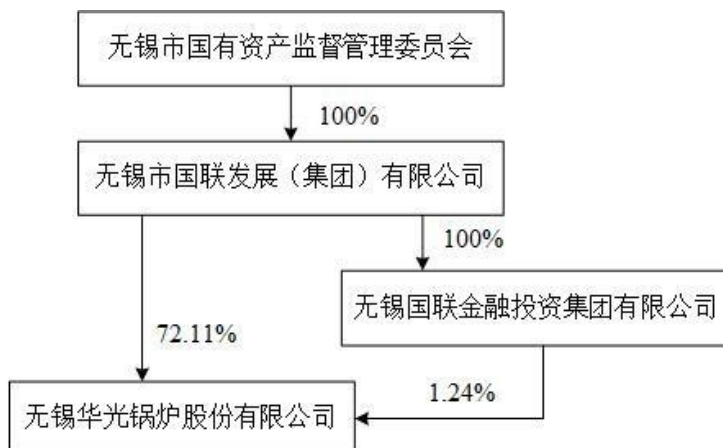 无锡市国有资产监督管理委员会
100%
无锡市国联发展（集团）有限公司
100%
无锡国联金融投资集团有限公司
72.11%
1.24%
无锡华光锅炉股份有限公司